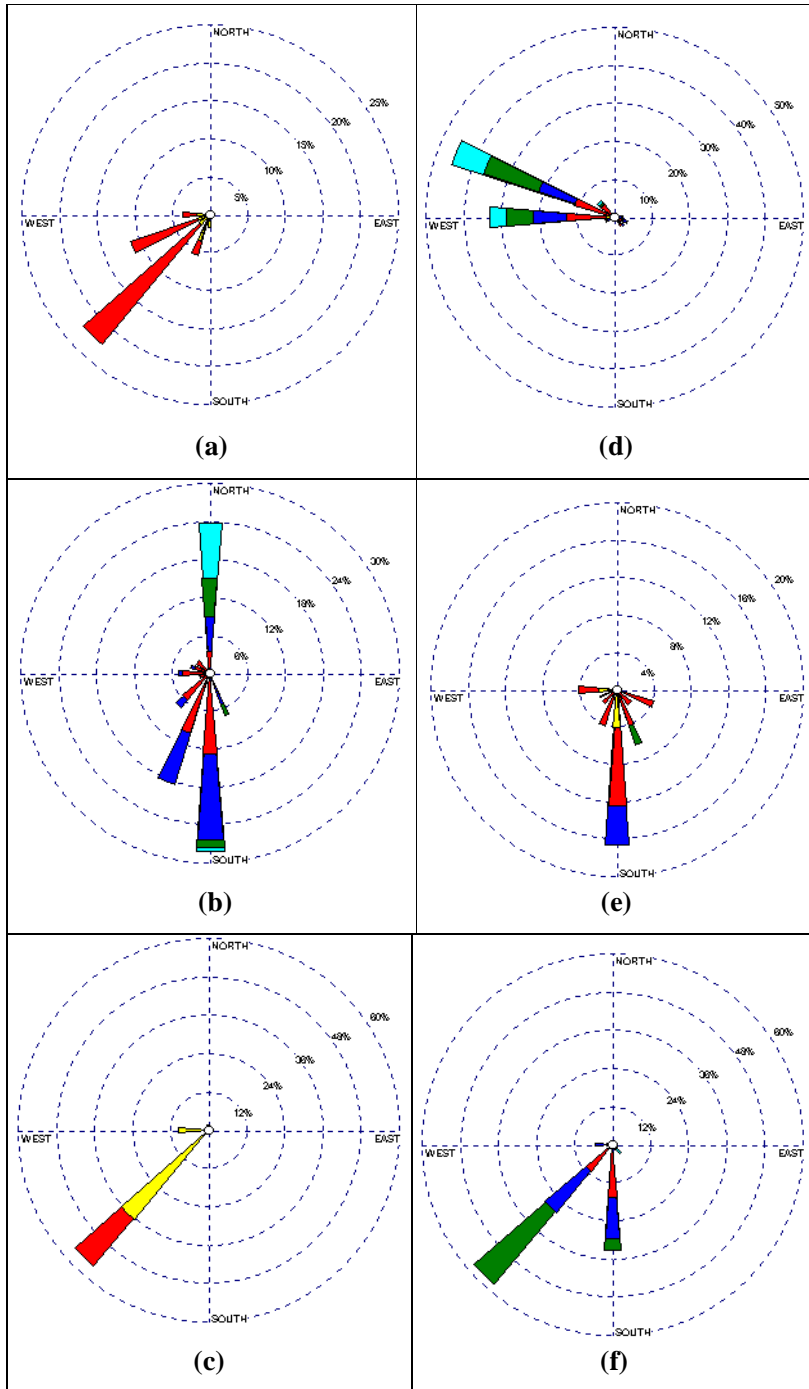 NORTH
25%
20%
15%
10%
5%
WEST
EAST
SOUTH
(a)
NORTH
50%
40%
30%
20%
10%
WEST
EAST
SOUTH
(d)
NORTH
30%
24%
18%
12%
6%
WEST
EAST
SOUTH
(b)
NORTH
20%
16%
12%
8%
4%
WEST
EAST
SOUTH
(e)
NORTH
60%
48%
36%
24%
12%
WEST
EAST
SOUTH
(c)
NORTH
60%
48%
36%
24%
12%
WEST
EAST
SOUTH
(f)